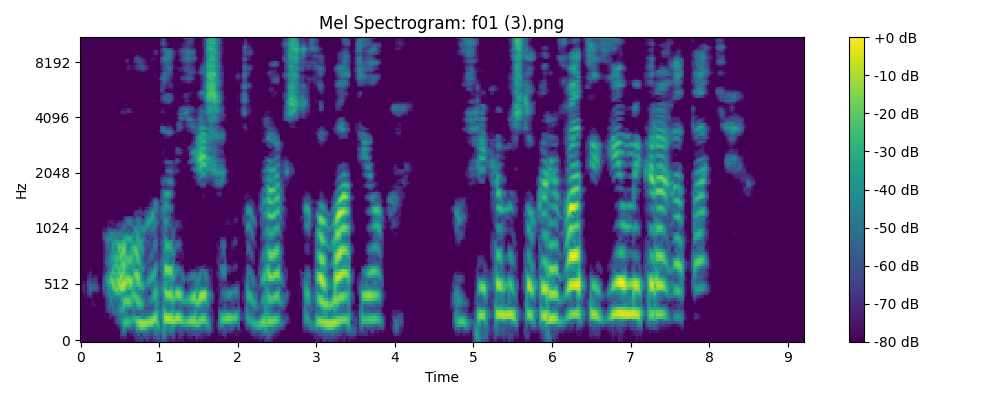 Mel Spectrogram: f01 (3).png
Hz
8192
4096
2048
1024
512
0
0 1 2 3 4 5 6 7 8 9
Time
+0 dB
-10 dB
-20 dB
-30 dB
-40 dB
-50 dB
-60 dB
-70 dB
-80 dB